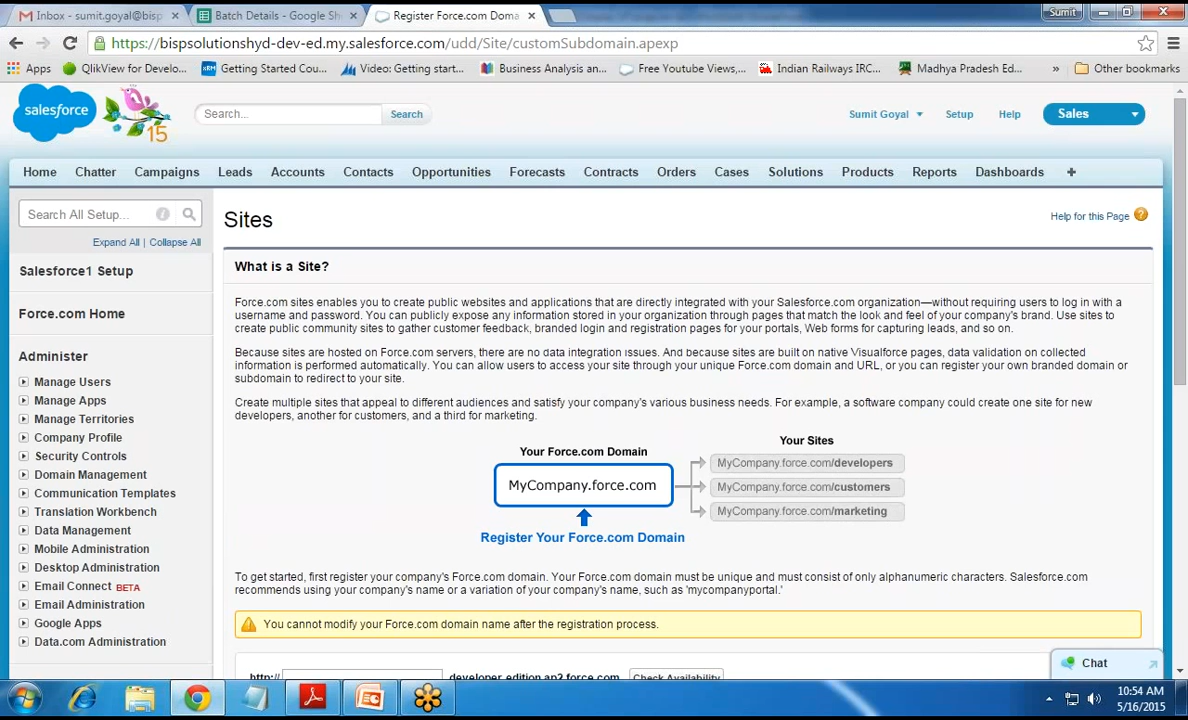 Inbox - sumit.goyal@bisp
Batch Details - Google Sh
Register Force.com Doma
Sumit
https://bispsolutionshyd-dev-ed.my.salesforce.com/udd/Site/customSubdomain.apexp
Apps
QlikView for Develo...
Getting Started Cou...
Video: Getting start...
Business Analysis an...
Free Youtube Views,...
Indian Railways IRC...
Madhya Pradesh Ed...
»
Other bookmarks
salesforce
15
Search...
Search
Sumit Goyal
Setup
Help
Sales
Home
Chatter
Campaigns
Leads
Accounts
Contacts
Opportunities
Forecasts
Contracts
Orders
Cases
Solutions
Products
Reports
Dashboards
+
Search All Setup...
Expand All | Collapse All
Salesforce1 Setup
Force.com Home
Administer
Manage Users
Manage Apps
Manage Territories
Company Profile
Security Controls
Domain Management
Communication Templates
Translation Workbench
Data Management
Mobile Administration
Desktop Administration
Email Connect BETA
Email Administration
Google Apps
Data.com Administration
Sites
Help for this Page
What is a Site?
Force.com sites enables you to create public websites and applications that are directly integrated with your Salesforce.com organization—without requiring users to log in with a
username and password. You can publicly expose any information stored in your organization through pages that match the look and feel of your company's brand. Use sites to
create public community sites to gather customer feedback, branded login and registration pages for your portals, Web forms for capturing leads, and so on.
Because sites are hosted on Force.com servers, there are no data integration issues. And because sites are built on native Visualforce pages, data validation on collected
information is performed automatically. You can allow users to access your site through your unique Force.com domain and URL, or you can register your own branded domain or
subdomain to redirect to your site.
Create multiple sites that appeal to different audiences and satisfy your company's various business needs. For example, a software company could create one site for new
developers, another for customers, and a third for marketing.
Your Force.com Domain
MyCompany.force.com
Register Your Force.com Domain
Your Sites
MyCompany.force.com/developers
MyCompany.force.com/customers
MyCompany.force.com/marketing
To get started, first register your company's Force.com domain. Your Force.com domain must be unique and must consist of only alphanumeric characters. Salesforce.com
recommends using your company's name or a variation of your company's name, such as 'mycompanyportal.'
You cannot modify your Force.com domain name after the registration process.
http://
developer-edition.ap2.force.com
Check Availability
Chat
10:54 AM
5/16/2015